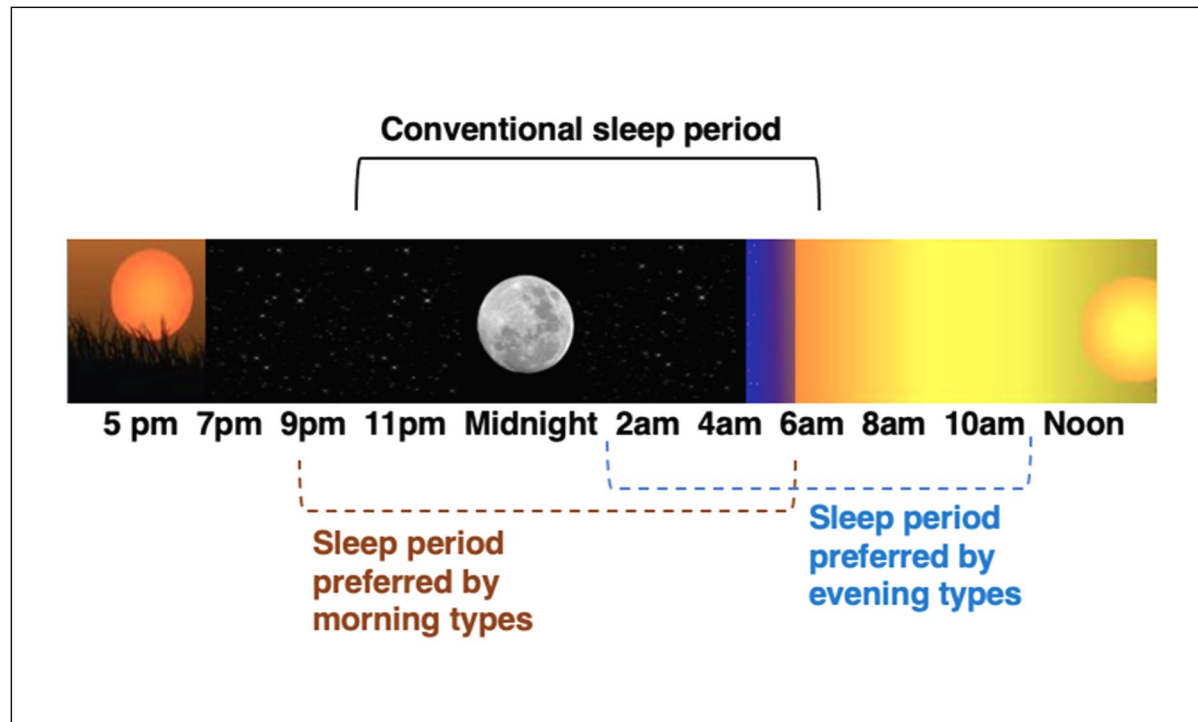 Conventional sleep period
5 pm 7pm 9pm 11pm Midnight 2am 4am 6am 8am 10am Noon
Sleep period
preferred by
morning types
Sleep period
preferred by
evening types